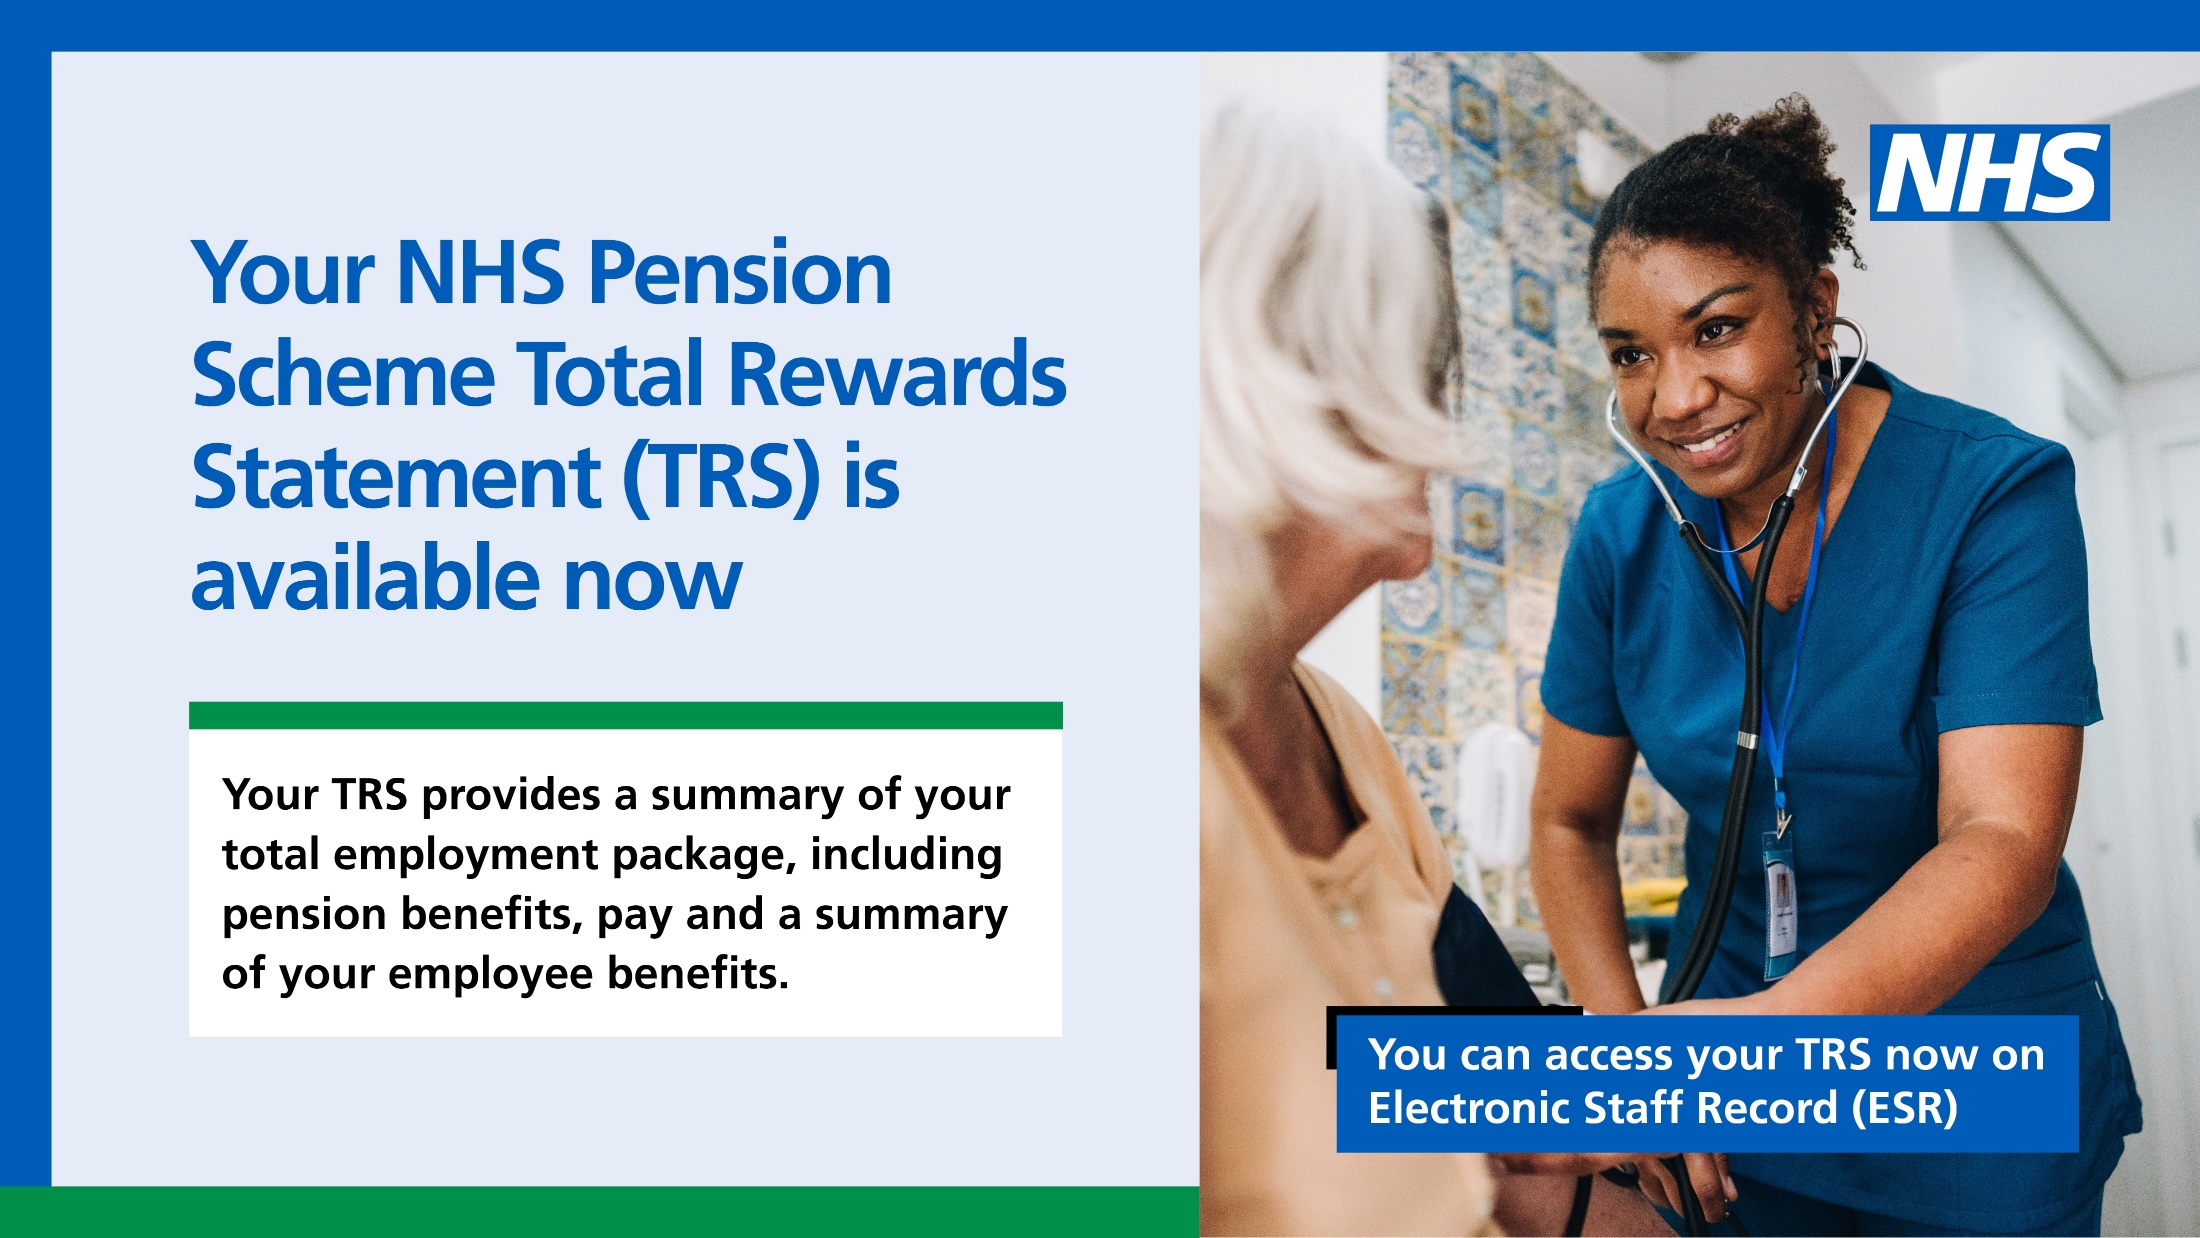 Your NHS Pension
Scheme Total Rewards
Statement (TRS) is
available now
Your TRS provides a summary of your
total employment package, including
pension benefits, pay and a summary
of your employee benefits.
NHS
You can access your TRS now on
Electronic Staff Record (ESR)